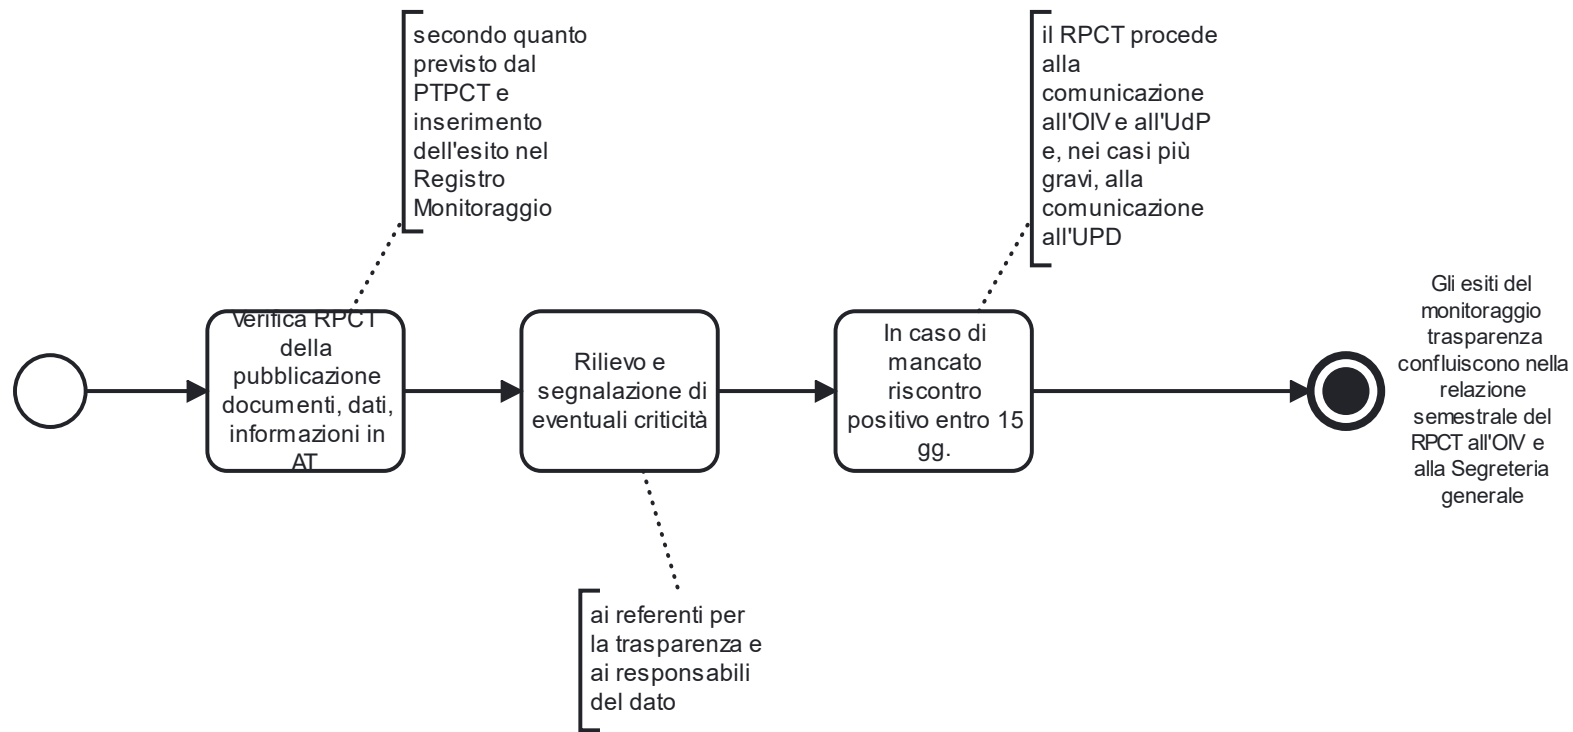 secondo quanto
previsto dal
PTPCT e
inserimento
dell'esito nel
Registro
Monitoraggio
il RPCT procede
alla
comunicazione
all'OIV e all'UdP
e, nei casi più
gravi, alla
comunicazione
all'UPD
Verifica RPCT
della
pubblicazione
documenti, dati,
informazioni in
AT
Rilievo e
segnalazione di
eventuali criticità
In caso di
mancato
riscontro
positivo entro 15
gg.
Gli esiti del
monitoraggio
trasparenza
confluiscono nella
relazione
semestrale del
RPCT all'OIV e
alla Segreteria
generale
ai referenti per
la trasparenza e
ai responsabili
del dato